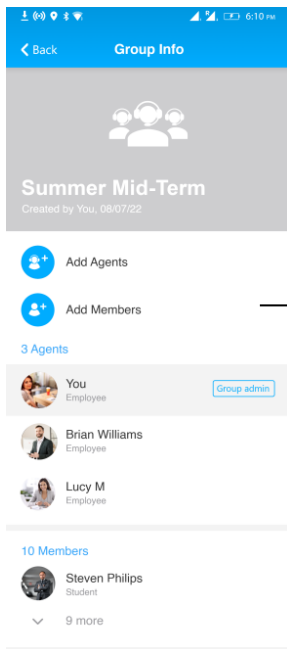 6:10 PM
Back
Group Info
Summer Mid-Term
Created by You, 08/07/22
Add Agents
Add Members
3 Agents
You
Group admin
Employee
Brian Williams
Employee
Lucy M
Employee
10 Members
Steven Philips
Student
9 more